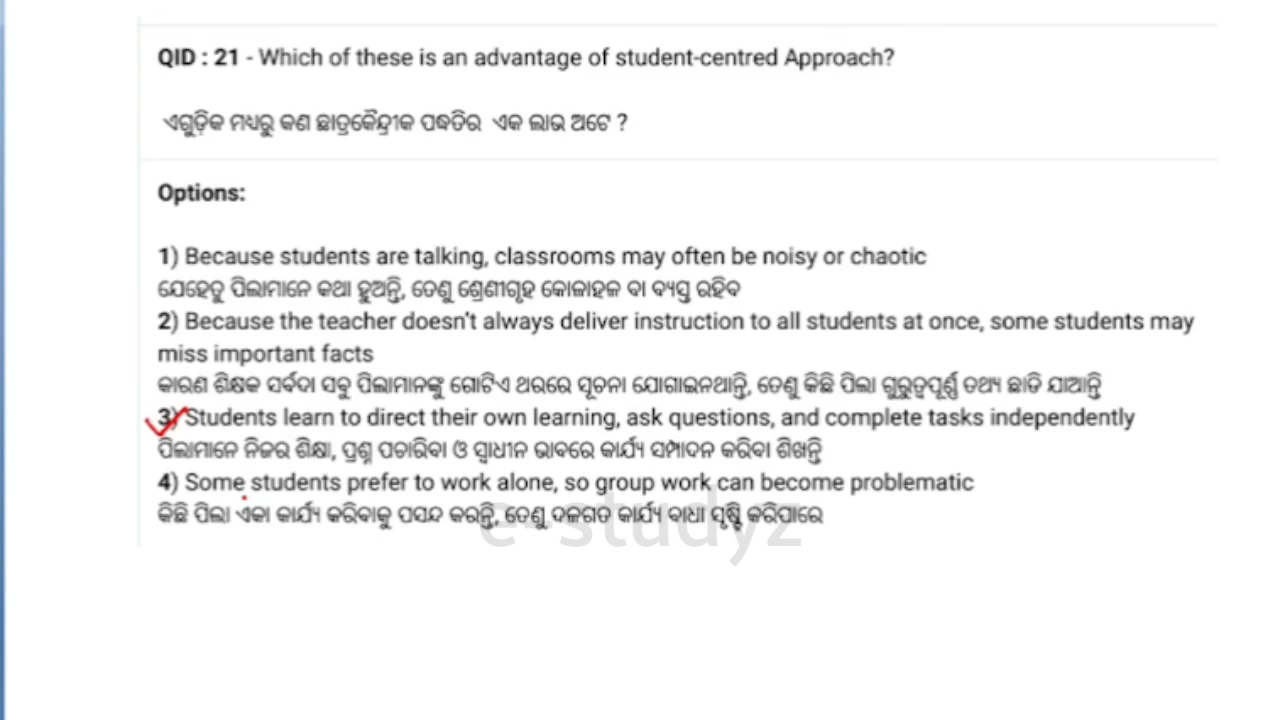 QID : 21 - Which of these is an advantage of student-centred Approach?
ଏଗୁଡ଼ିକ ମଧ୍ୟରୁ କଣ ଛାତ୍ରକୈନ୍ଦ୍ରୀକ ପଦ୍ଧତିର ଏକ ଲାଭ ଅଟେ ?
Options:
1) Because students are talking, classrooms may often be noisy or chaotic
ଯେହେତୁ ପିଲାମାନେ କଥା ହୁଅନ୍ତି, ତେଣୁ ଶ୍ରେଣୀଗୃହ କୋଳାହଳ ବା ବ୍ୟସ୍ତ ରହିବ
2) Because the teacher doesn't always deliver instruction to all students at once, some students may
miss important facts
କାରଣ ଶିକ୍ଷକ ସର୍ବଦା ସବୁ ପିଲାମାନଙ୍କୁ ଗୋଟିଏ ଥରରେ ସୂଚନା ଯୋଗାଇନଥାନ୍ତି, ତେଣୁ କିଛି ପିଲା ଗୁରୁତ୍ୱପୂର୍ଣ୍ଣ ତଥ୍ୟ ଛାଡି ଯାଆନ୍ତି
3) Students learn to direct their own learning, ask questions, and complete tasks independently
ପିଲାମାନେ ନିଜର ଶିକ୍ଷା, ପ୍ରଶ୍ନ ପଚାରିବା ଓ ସ୍ୱାଧୀନ ଭାବରେ କାର୍ଯ୍ୟ ସମ୍ପାଦନ କରିବା ଶିଖନ୍ତି
4) Some students prefer to work alone, so group work can become problematic
କିଛି ପିଲା ଏକା କାର୍ଯ୍ୟ କରିବାକୁ ପସନ୍ଦ କରନ୍ତି, ତେଣୁ ଦଳଗତ କାର୍ଯ୍ୟ ବାଧା ସୃଷ୍ଟି କରିପାରେ
e-studyz